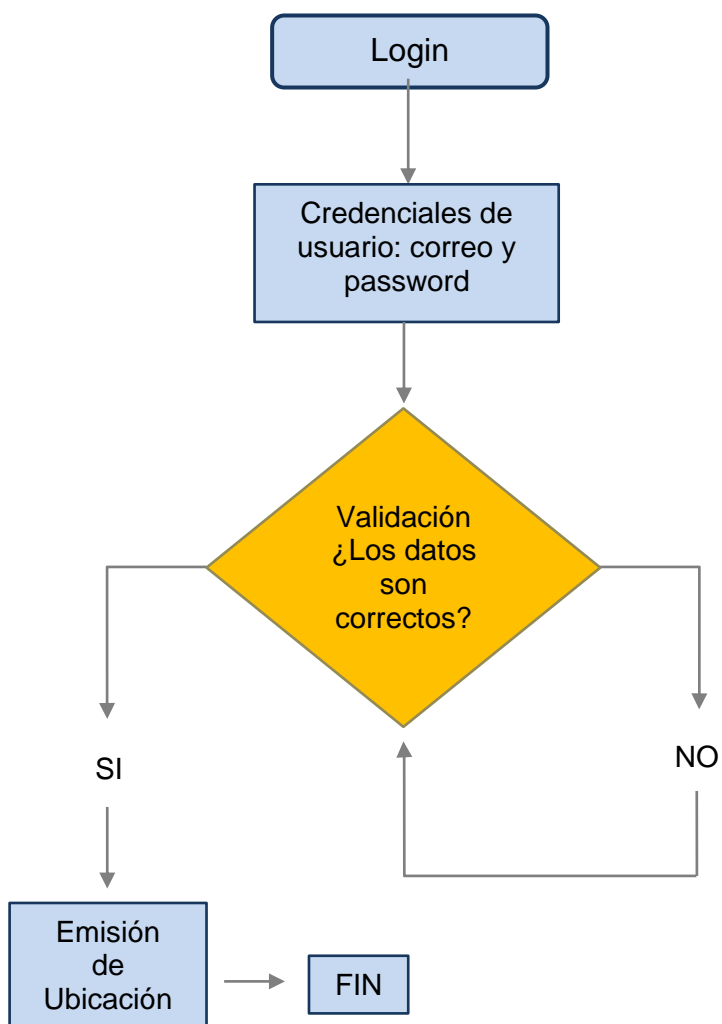 Login
Credenciales de
usuario: correo y
password
Validación
¿Los datos
son
correctos?
SI
NO
Emisión
de
Ubicación
FIN